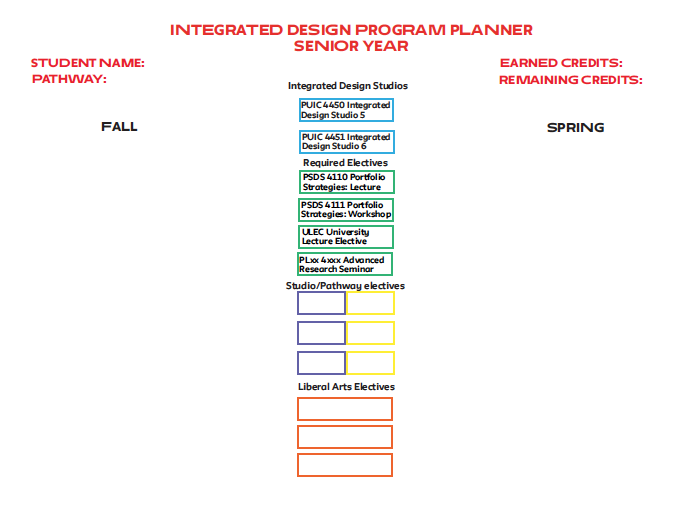 INTEGRATED DESIGN PROGRAM PLANNER
SENIOR YEAR
STUDENT NAME:
PATHWAY:
EARNED CREDITS:
REMAINING CREDITS:
FALL
SPRING
Integrated Design Studios
PUIC 4450 Integrated
Design Studio 5
PUIC 4451 Integrated
Design Studio 6
Required Electives
PSDS 4110 Portfolio
Strategies: Lecture
PSDS 4111 Portfolio
Strategies: Workshop
ULEC University
Lecture Elective
PLxx 4xxx Advanced
Research Seminar
Studio/Pathway electives
Liberal Arts Electives